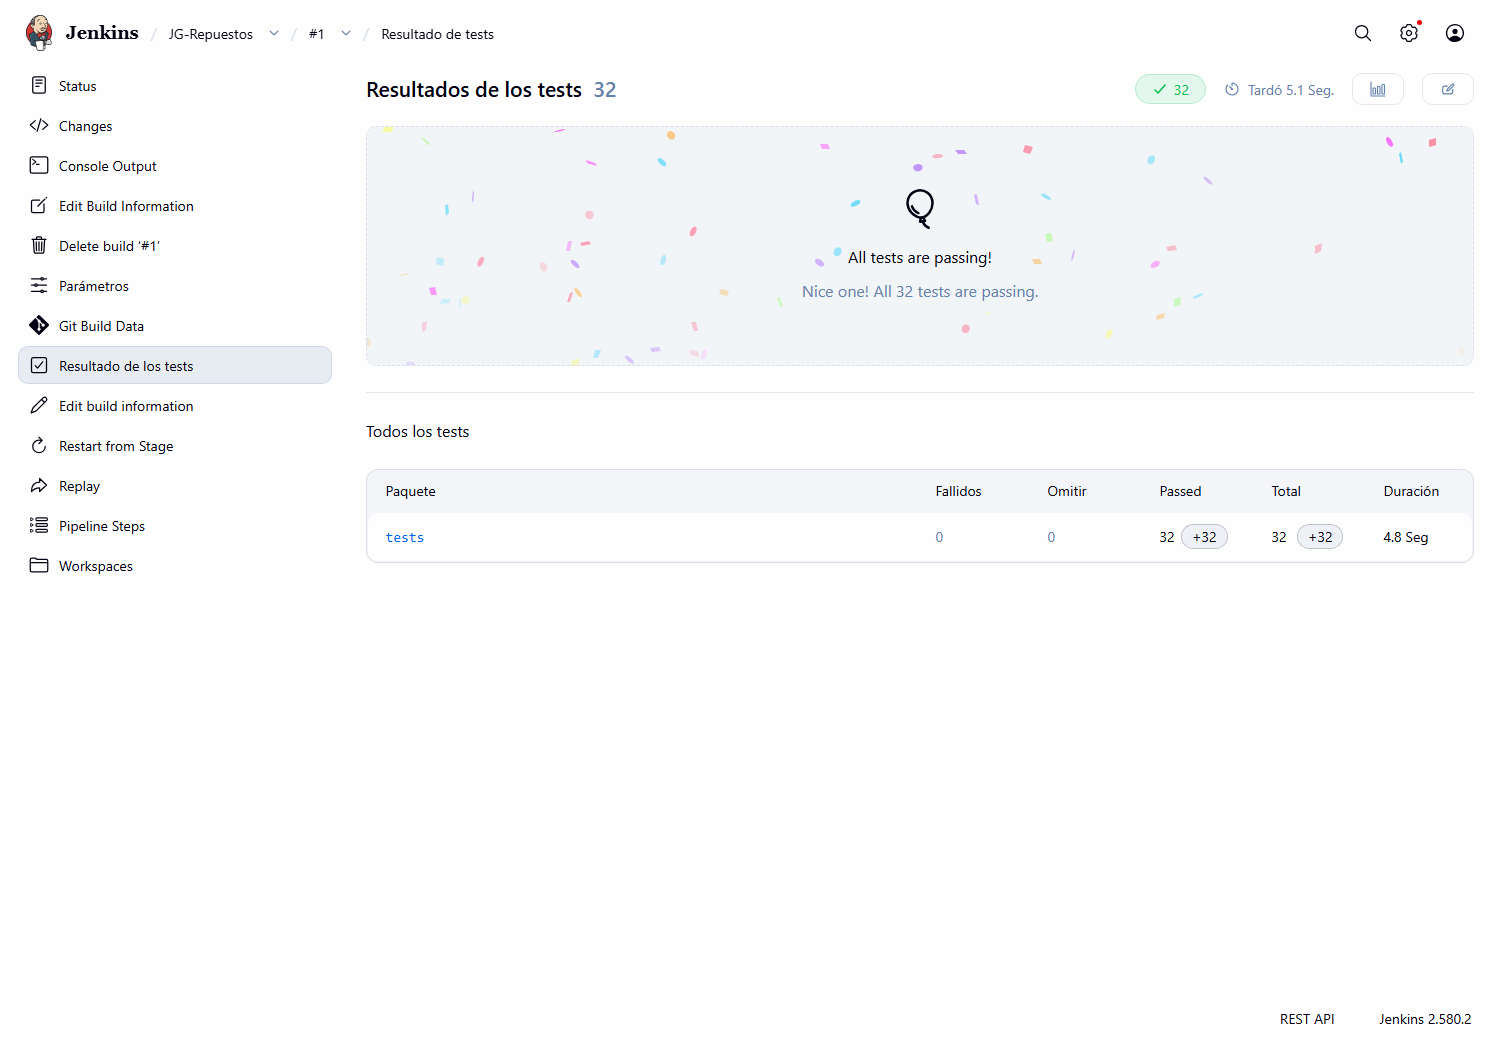 Jenkins / JG-Repuestos / #1 / Resultado de tests
Status
Changes
Console Output
Edit Build Information
Delete build ‘#1’
Parámetros
Git Build Data
Resultado de los tests
Edit build information
Restart from Stage
Replay
Pipeline Steps
Workspaces
Resultados de los tests 32
32 Tardó 5.1 Seg.
All tests are passing!
Nice one! All 32 tests are passing.
Todos los tests
Paquete Fallidos Omitir Passed Total Duración
tests 0 0 32 +32 32 +32 4.8 Seg
REST API Jenkins 2.580.2